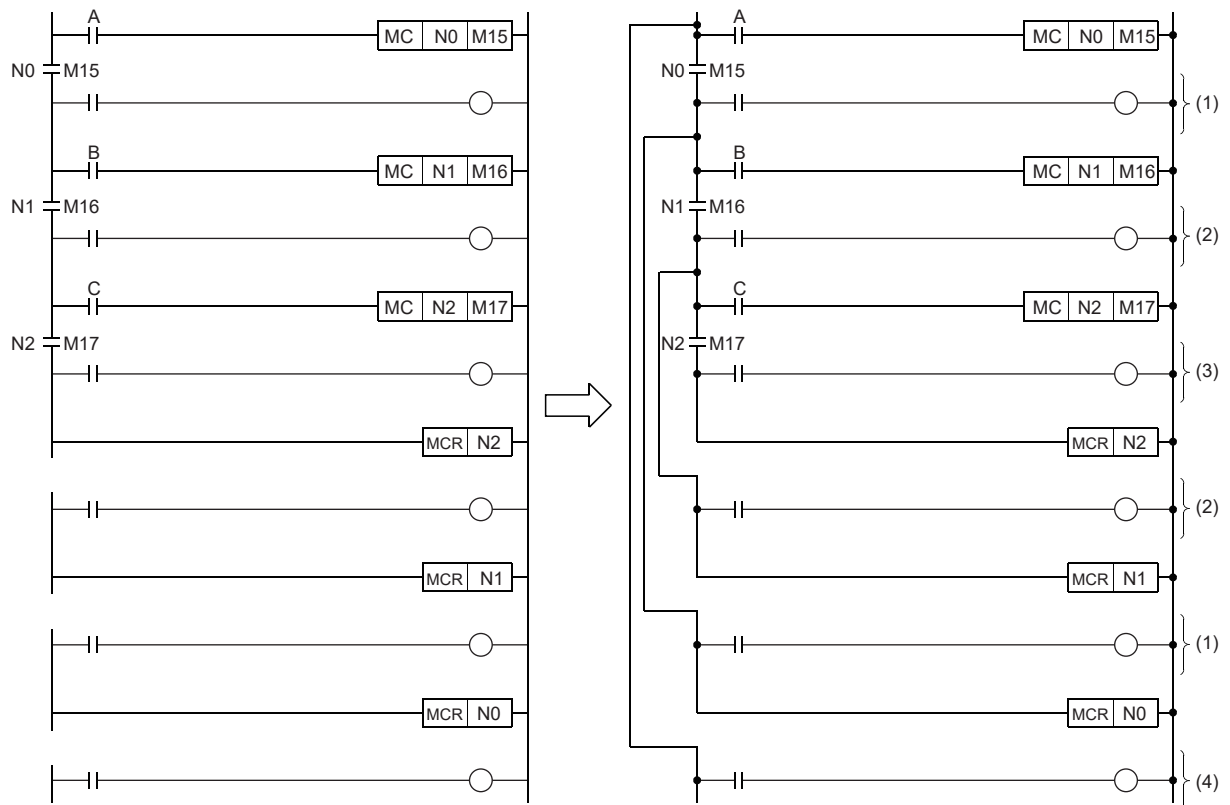 A
MC N0 M15
N0 M15
B
MC N1 M16
N1 M16
C
MC N2 M17
N2 M17
MCR N2
MCR N1
MCR N0
A
MC N0 M15
N0 M15
(1)
B
MC N1 M16
N1 M16
(2)
C
MC N2 M17
N2 M17
(3)
MCR N2
(2)
MCR N1
(1)
MCR N0
(4)